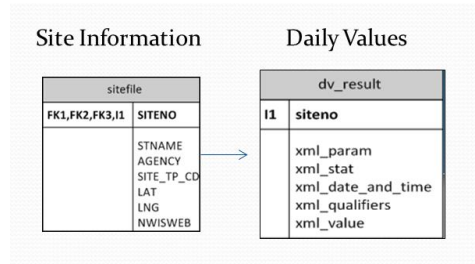 Site Information
Daily Values
sitefile
FK1,FK2,FK3,I1 SITENO
STNAME
AGENCY
SITE_TP_CD
LAT
LNG
NWISWEB
dv_result
I1 siteno
xml_param
xml_stat
xml_date_and_time
xml_qualifiers
xml_value